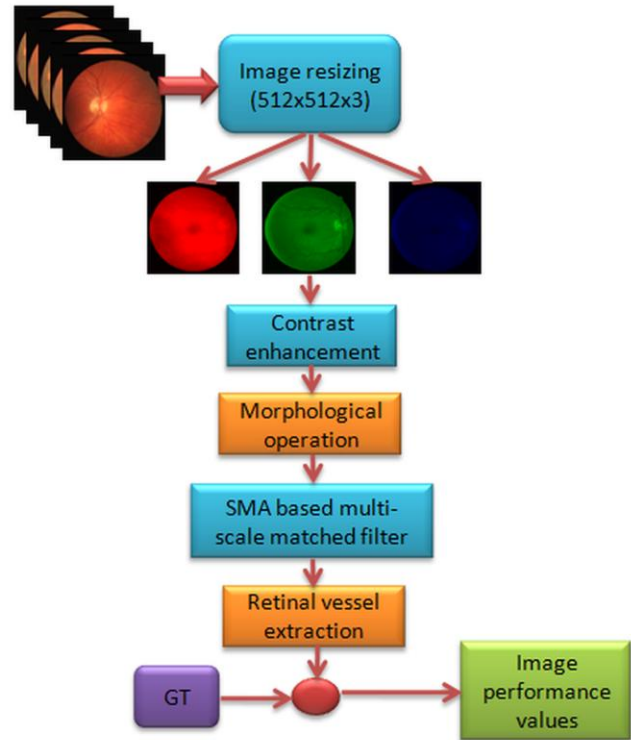 Image resizing
(512x512x3)
Contrast
enhancement
Morphological
operation
SMA based multi-
scale matched filter
Retinal vessel
extraction
GT
Image
performance
values